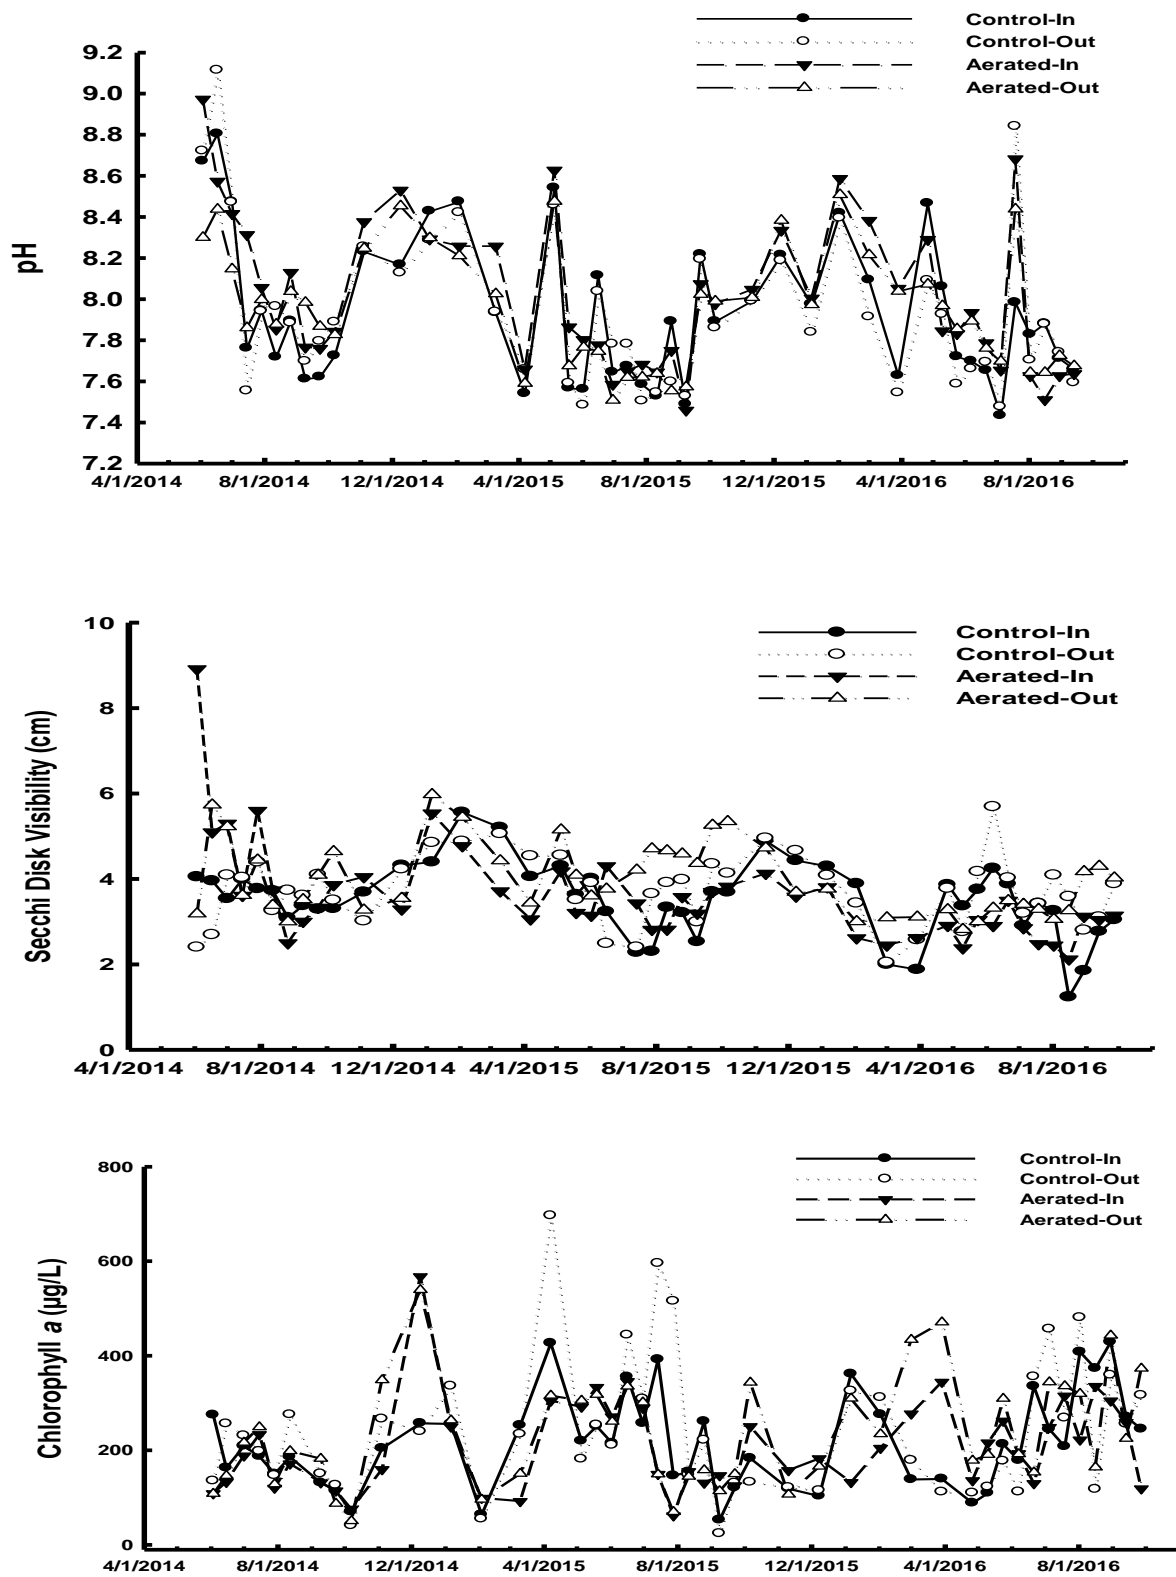 Control-In
Control-Out
Aerated-In
Aerated-Out
pH
9.2
9.0
8.8
8.6
8.4
8.2
8.0
7.8
7.6
7.4
7.2
4/1/2014 8/1/2014 12/1/2014 4/1/2015 8/1/2015 12/1/2015 4/1/2016 8/1/2016
Control-In
Control-Out
Aerated-In
Aerated-Out
Secchi Disk Visibility (cm)
10
8
6
4
2
0
4/1/2014 8/1/2014 12/1/2014 4/1/2015 8/1/2015 12/1/2015 4/1/2016 8/1/2016
Control-In
Control-Out
Aerated-In
Aerated-Out
Chlorophyll a (µg/L)
800
600
400
200
0
4/1/2014 8/1/2014 12/1/2014 4/1/2015 8/1/2015 12/1/2015 4/1/2016 8/1/2016